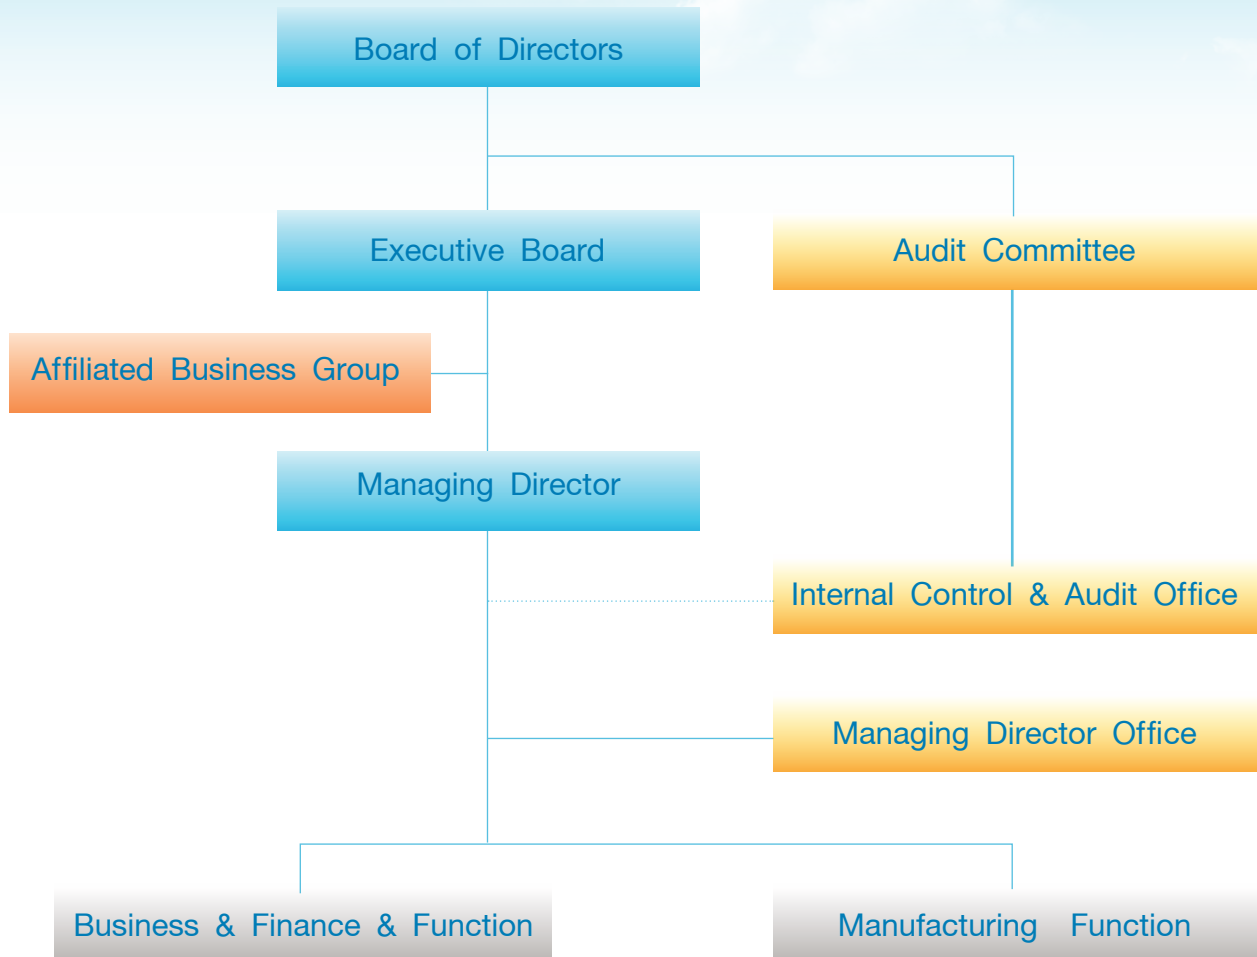 Board of Directors
Executive Board
Audit Committee
Affiliated Business Group
Managing Director
Internal Control & Audit Office
Managing Director Office
Business & Finance & Function
Manufacturing Function